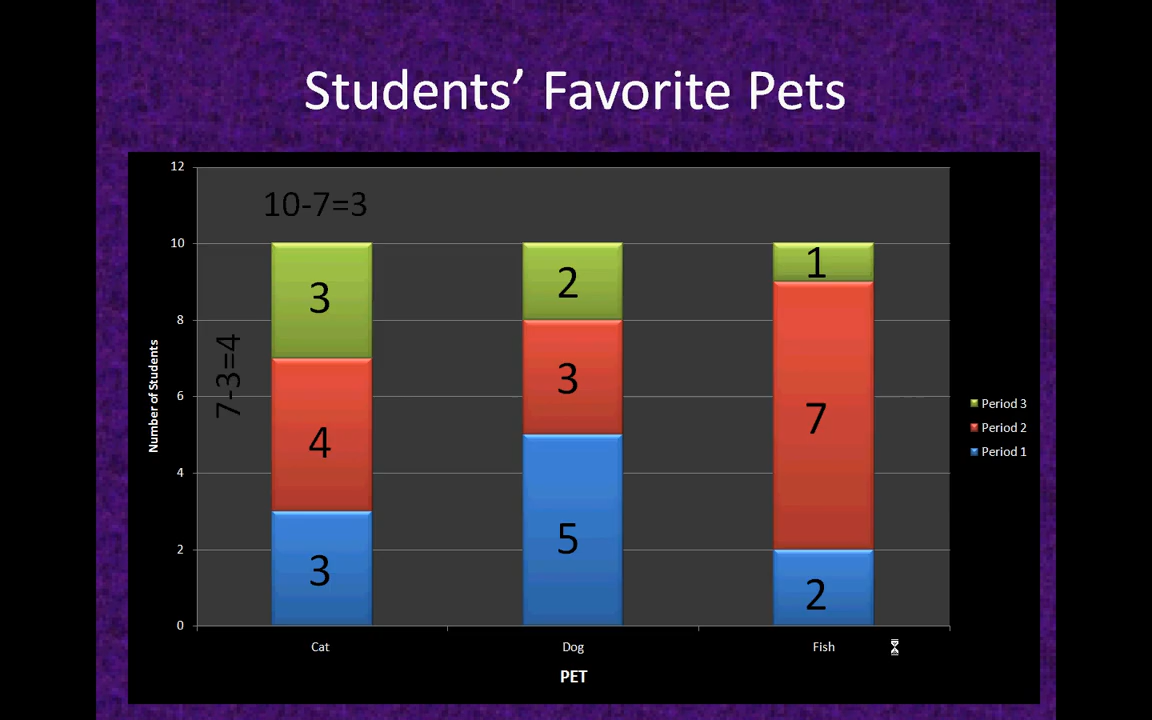 Students’ Favorite Pets
12
10-7=3
10
8
6
4
2
0
Number of Students
7-3=4
3
4
3
2
3
5
1
7
2
Cat
Dog
Fish
PET
Period 3
Period 2
Period 1